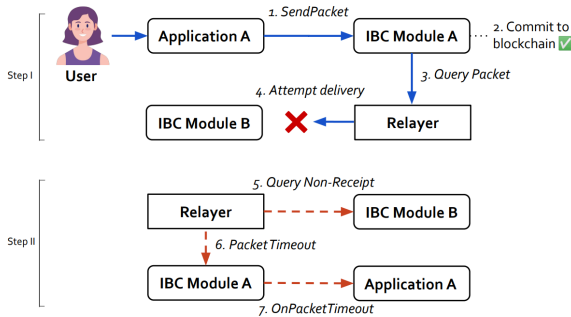 1. SendPacket
Application A
IBC Module A
2. Commit to
blockchain ✅
User
Step I
3. Query Packet
4. Attempt delivery
IBC Module B
Relayer
5. Query Non-Receipt
Relayer
IBC Module B
Step II
6. PacketTimeout
IBC Module A
Application A
7. OnPacketTimeout